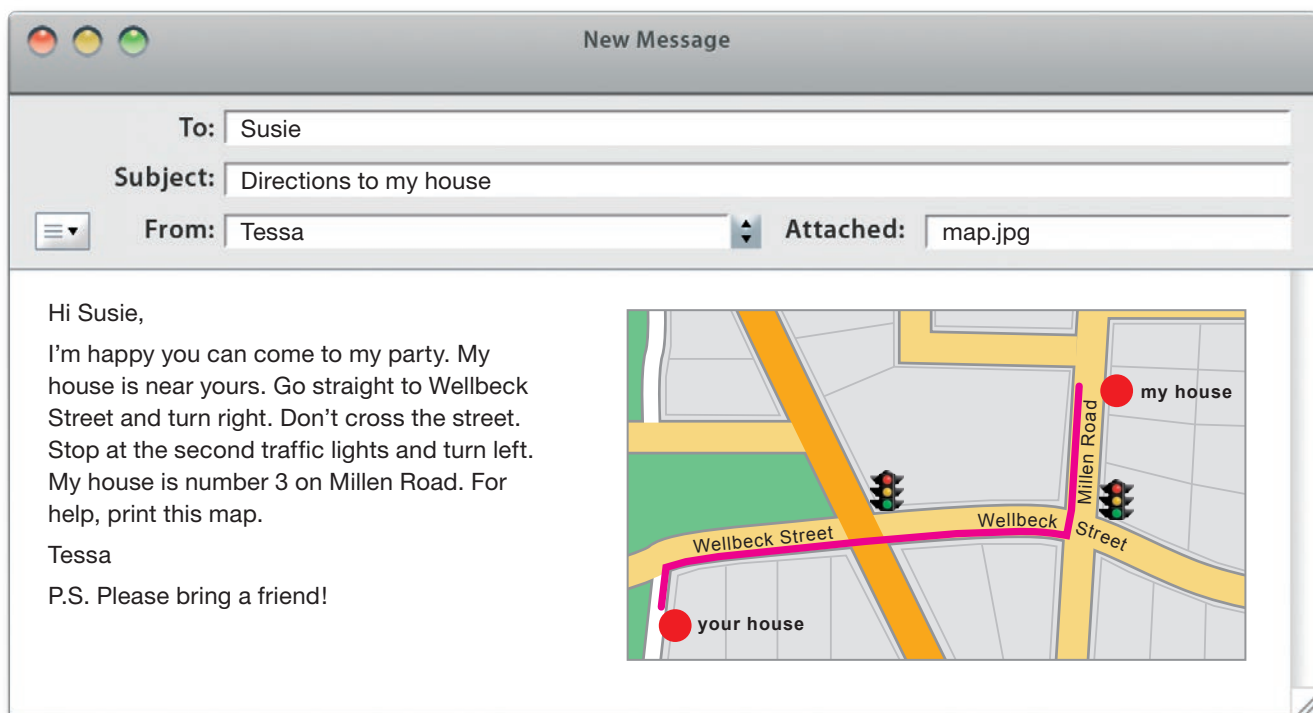 New Message
To: Susie
Subject: Directions to my house
From: Tessa Attached: map.jpg
Hi Susie,
I'm happy you can come to my party. My
house is near yours. Go straight to Wellbeck
Street and turn right. Don't cross the street.
Stop at the second traffic lights and turn left.
My house is number 3 on Millen Road. For
help, print this map.
Tessa
P.S. Please bring a friend!
my house
Millen Road
Wellbeck Street
Wellbeck Street
your house